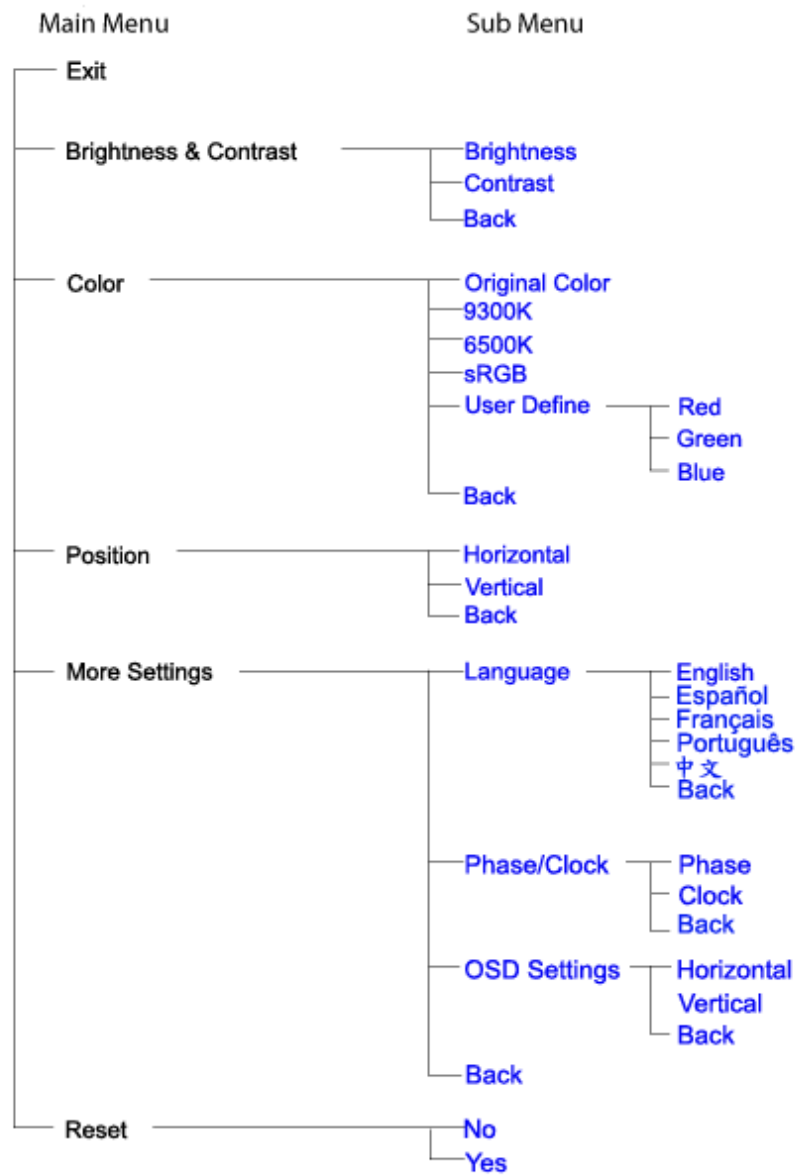 Main Menu Sub Menu
Exit
Brightness & Contrast Brightness
Contrast
Back
Color Original Color
9300K
6500K
sRGB
User Define Red
Green
Blue
Back
Position Horizontal
Vertical
Back
More Settings Language English
Español
Français
Português
中文
Back
Phase/Clock Phase
Clock
Back
OSD Settings Horizontal
Vertical
Back
Back
Reset No
Yes